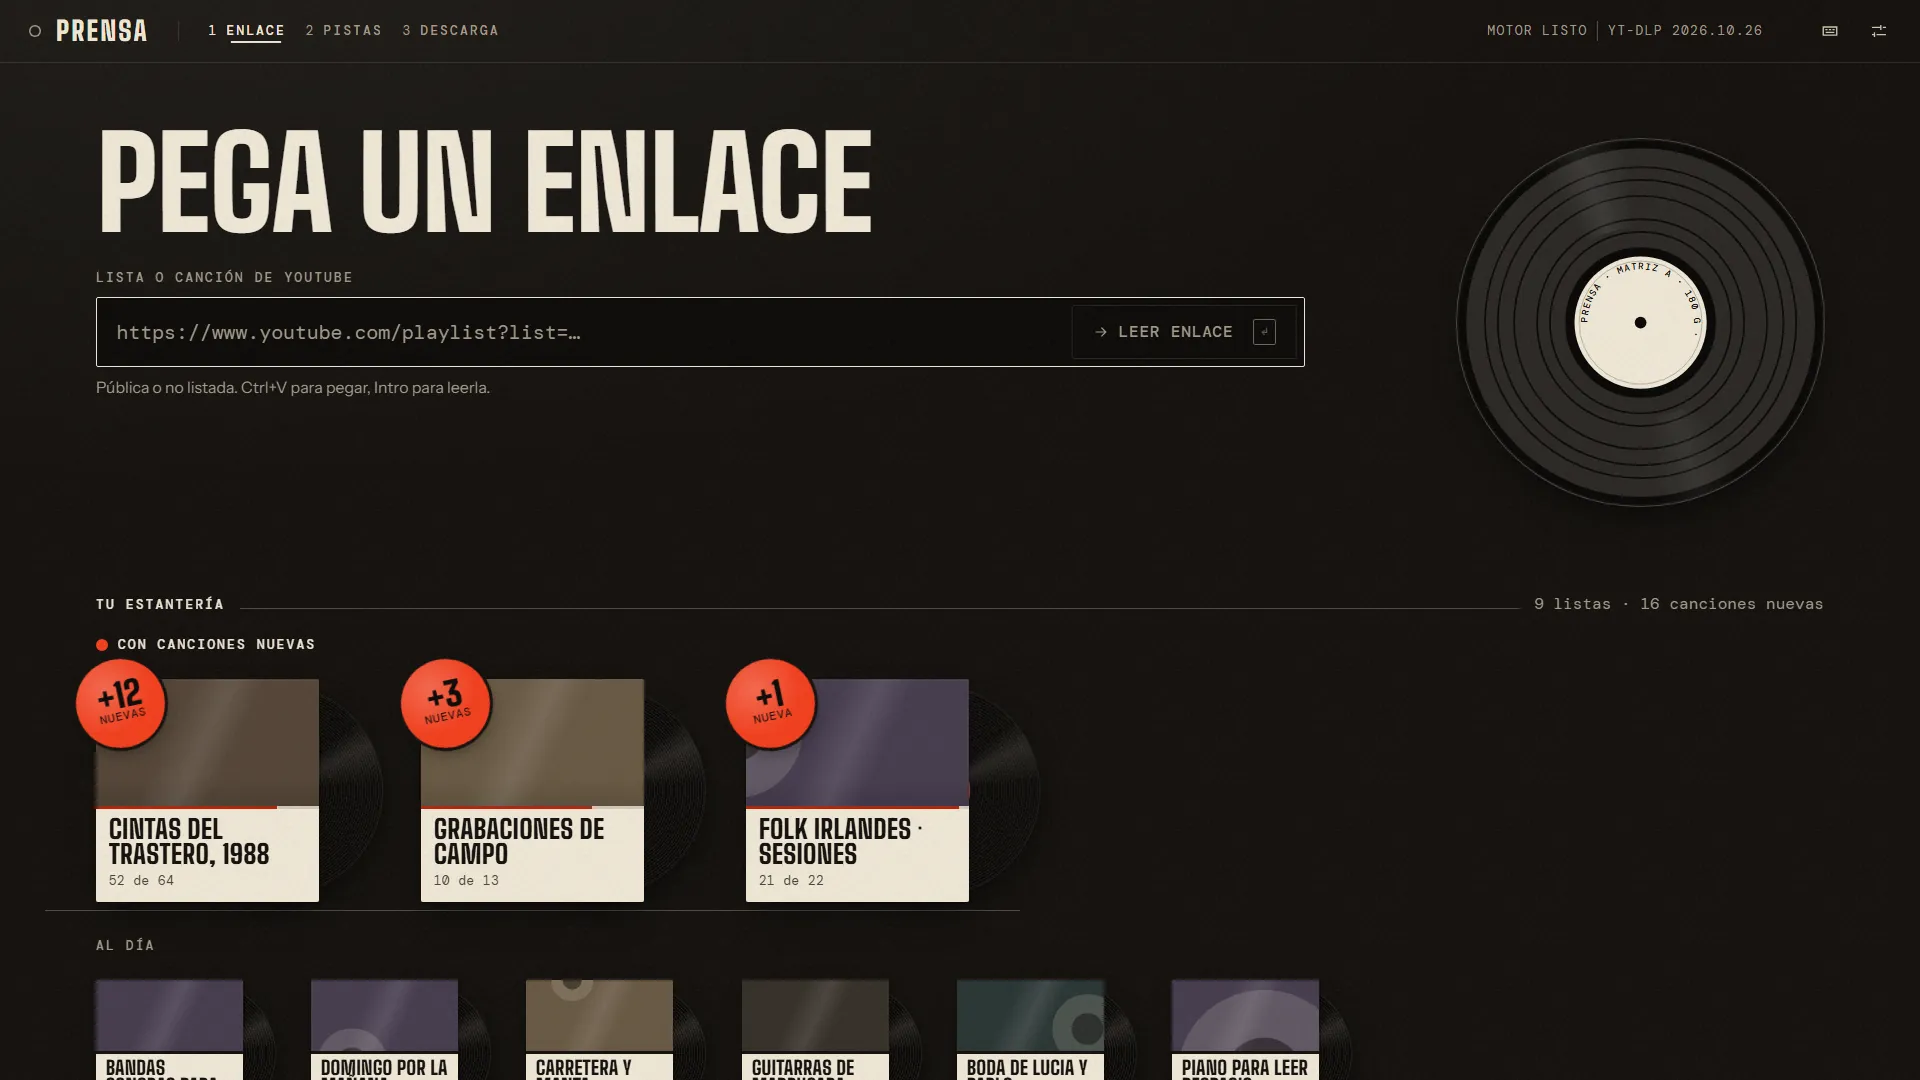 PRENSA
1 ENLACE 2 PISTAS 3 DESCARGA
MOTOR LISTO YT-DLP 2026.10.26
PEGA UN ENLACE
LISTA O CANCIÓN DE YOUTUBE
https://www.youtube.com/playlist?list=…
→ LEER ENLACE
Pública o no listada. Ctrl+V para pegar, Intro para leerla.
PRENSA · MATRIZ A · 180 G ·
TU ESTANTERÍA
9 listas · 16 canciones nuevas
CON CANCIONES NUEVAS
+12
NUEVAS
CINTAS DEL
TRASTERO, 1988
52 de 64
+3
NUEVAS
GRABACIONES DE
CAMPO
10 de 13
+1
NUEVA
FOLK IRLANDES ·
SESIONES
21 de 22
AL DÍA
BANDAS
DOMINGO POR LA
CARRETERA Y
GUITARRAS DE
BODA DE LUCIA Y
PIANO PARA LEER